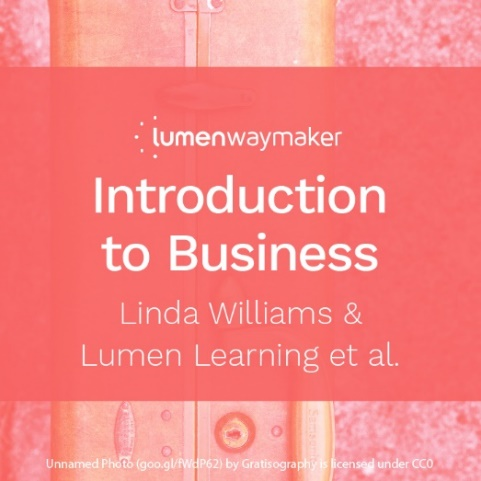 lumenwaymaker
Introduction
to Business
Linda Williams &
Lumen Learning et al.
Unnamed Photo (goo.gl/fWdP62) by Gratisography is licensed under CC0